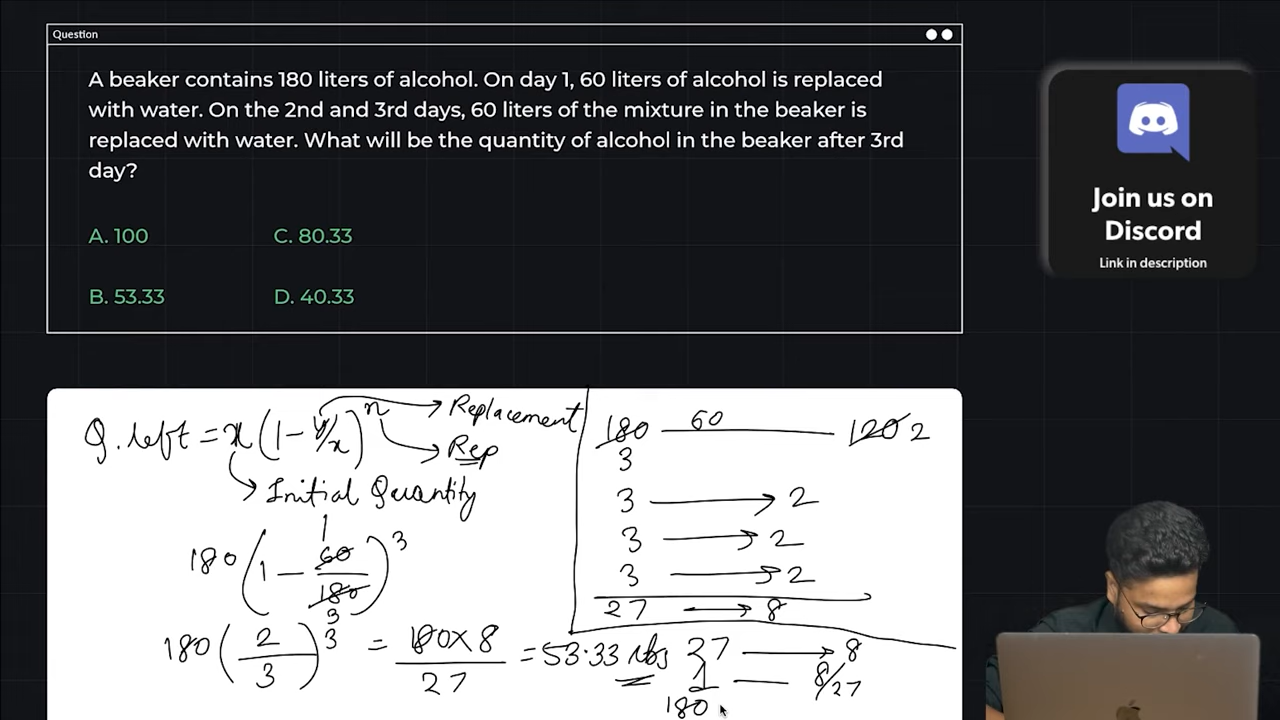 Question
A beaker contains 180 liters of alcohol. On day 1, 60 liters of alcohol is replaced
with water. On the 2nd and 3rd days, 60 liters of the mixture in the beaker is
replaced with water. What will be the quantity of alcohol in the beaker after 3rd
day?
A. 100
C. 80.33
B. 53.33
D. 40.33
Join us on
Discord
Link in description
Q. left = x(1 - y/x)^n
Replacement
Rep
Initial Quantity
180(1 - 60/180)^3
1
3
180(2/3)^3 = 180×8/27 = 53.33 ltrs
180 — 60 — 120 2
3
3 → 2
3 → 2
3 → 2
27 → 8
27 → 8
1 — 8/27
180